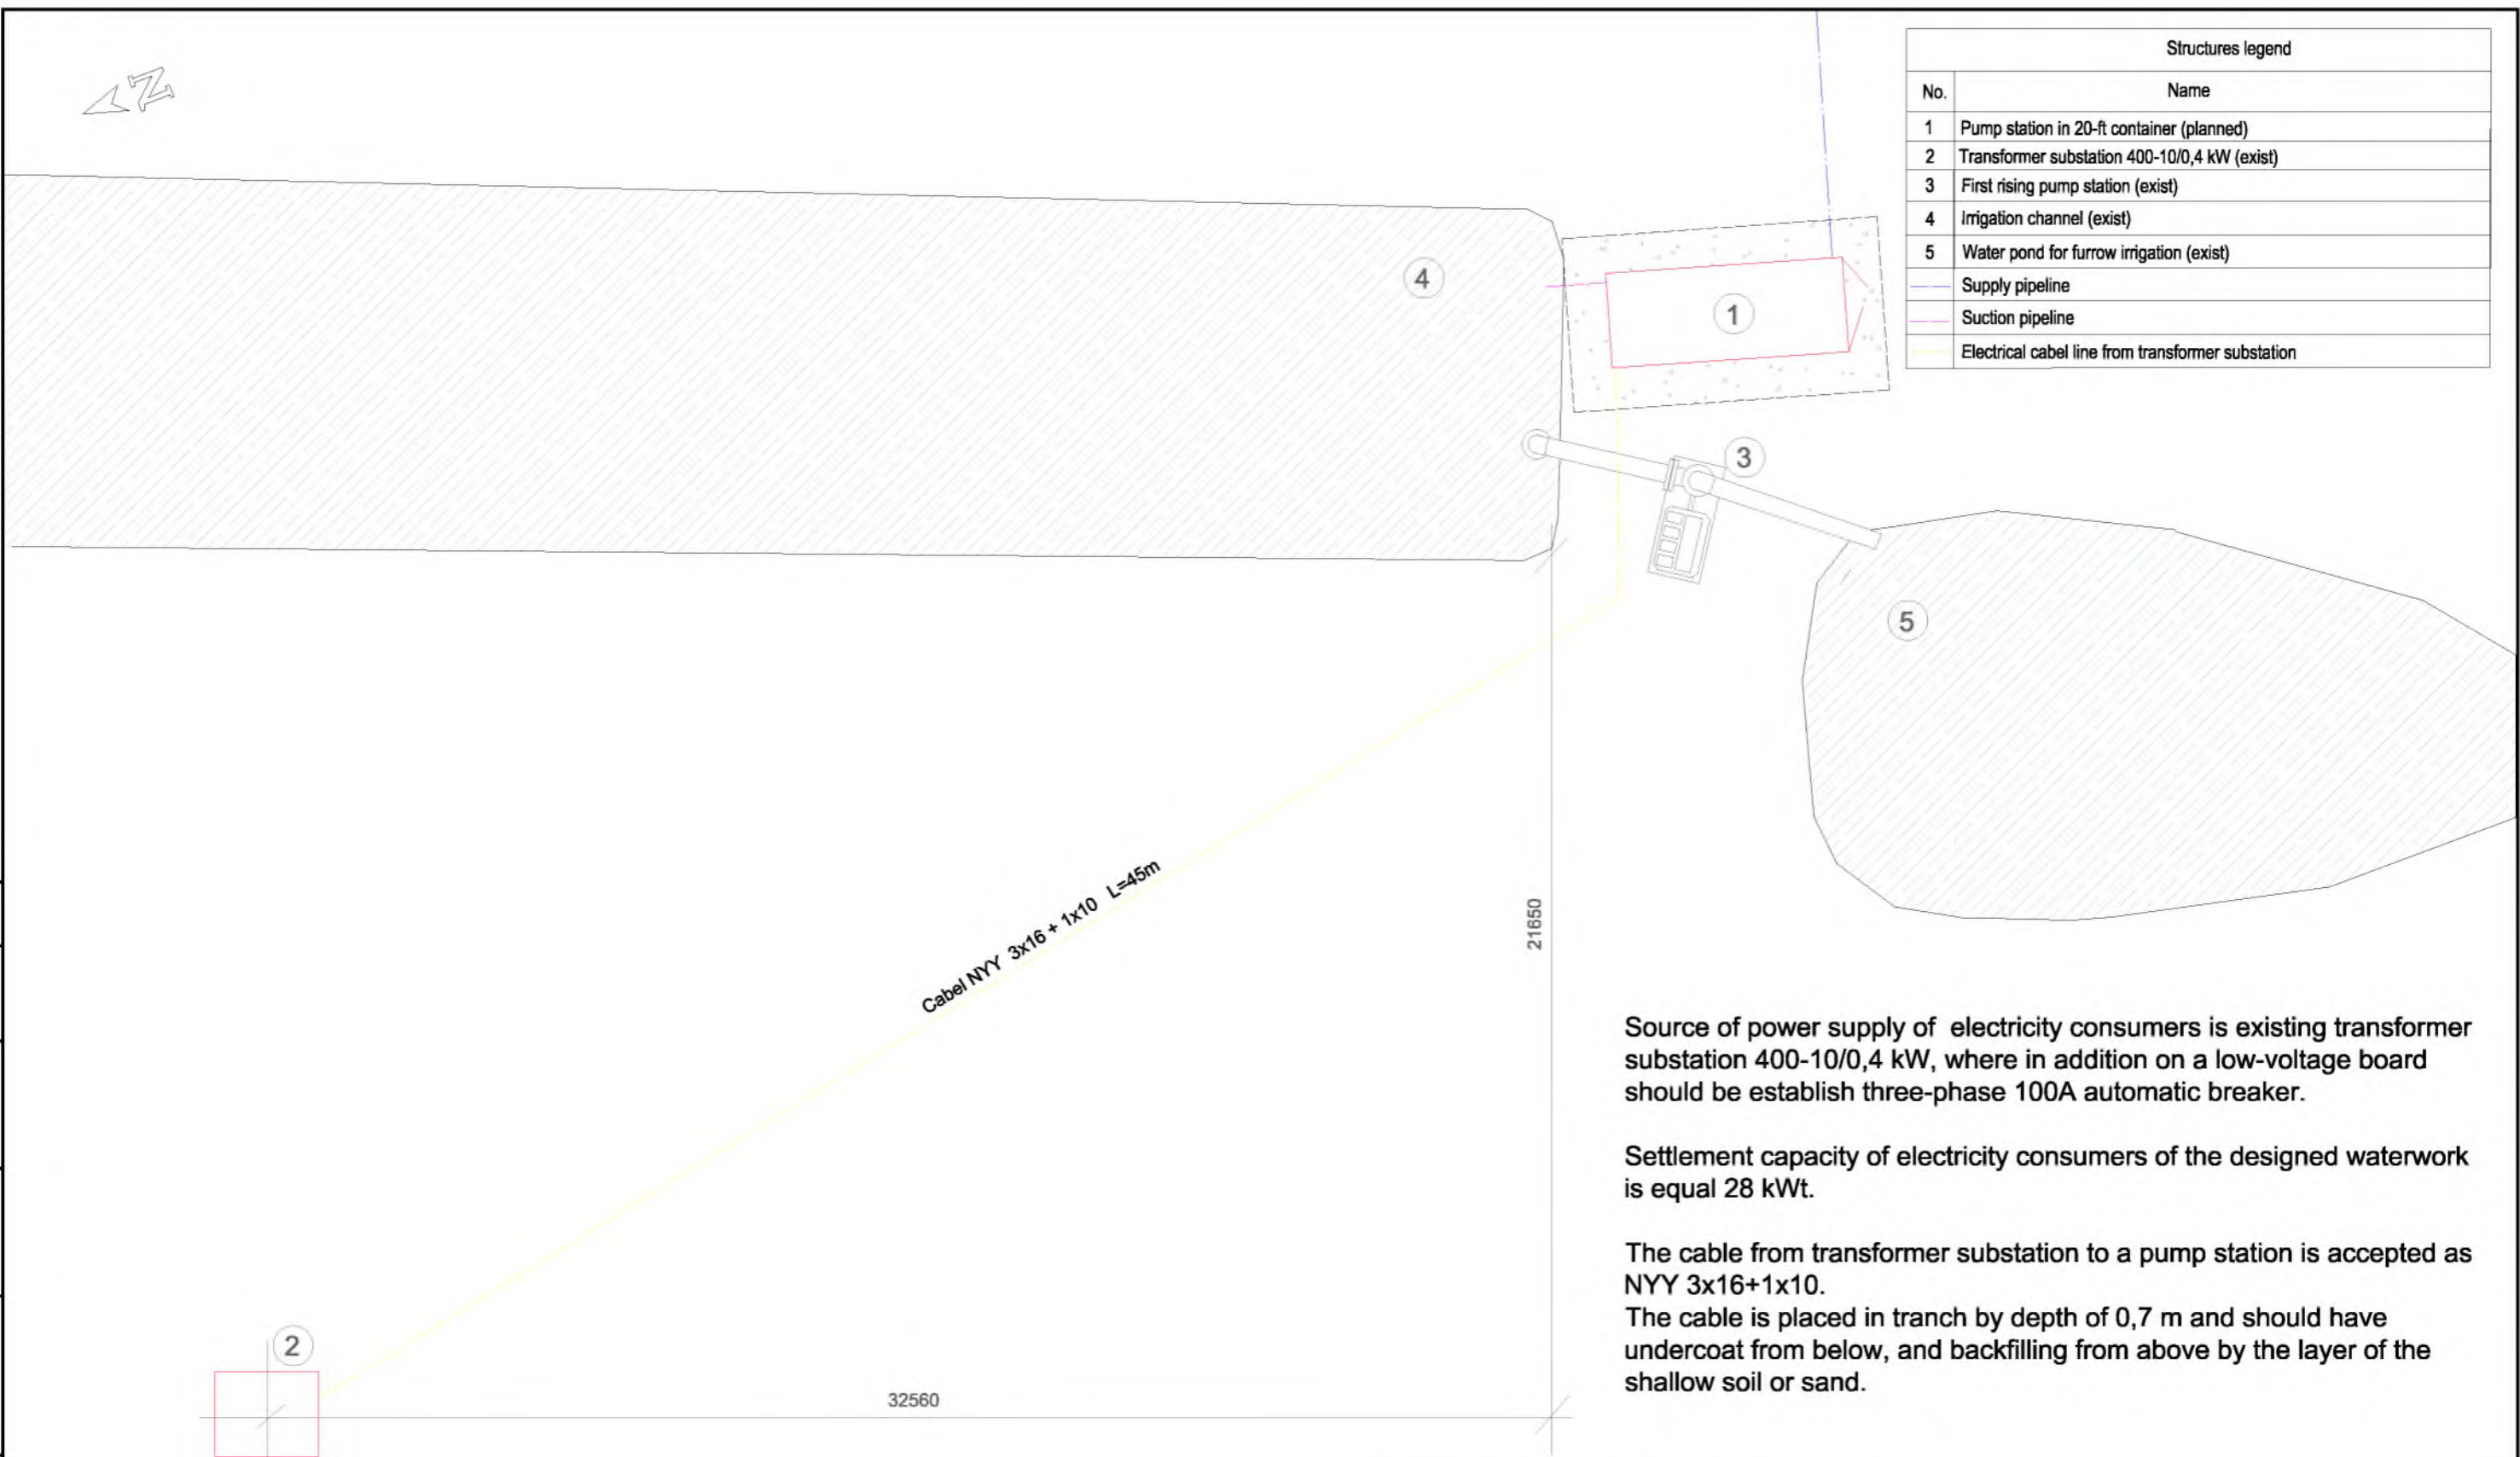 N
Structures legend
No. Name
1 Pump station in 20-ft container (planned)
2 Transformer substation 400-10/0,4 kW (exist)
3 First rising pump station (exist)
4 Irrigation channel (exist)
5 Water pond for furrow irrigation (exist)
Supply pipeline
Suction pipeline
Electrical cabel line from transformer substation
4
1
3
5
Cabel NYY 3x16 + 1x10 L=45m
21650
2
32560
Source of power supply of electricity consumers is existing transformer
substation 400-10/0,4 kW, where in addition on a low-voltage board
should be establish three-phase 100A automatic breaker.
Settlement capacity of electricity consumers of the designed waterwork
is equal 28 kWt.
The cable from transformer substation to a pump station is accepted as
NYY 3x16+1x10.
The cable is placed in tranch by depth of 0,7 m and should have
undercoat from below, and backfilling from above by the layer of the
shallow soil or sand.